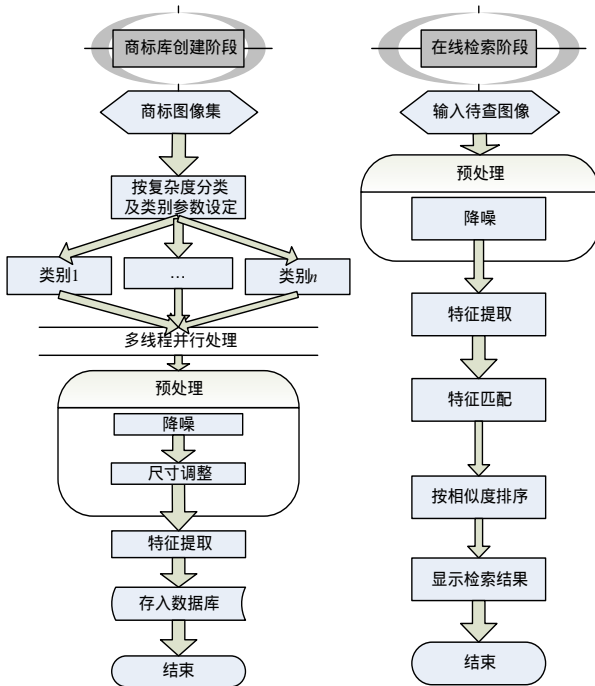 商标库创建阶段
商标图像集
按复杂度分类
及类别参数设定
类别1
…
类别n
多线程并行处理
预处理
降噪
尺寸调整
特征提取
存入数据库
结束
在线检索阶段
输入待查图像
预处理
降噪
特征提取
特征匹配
按相似度排序
显示检索结果
结束